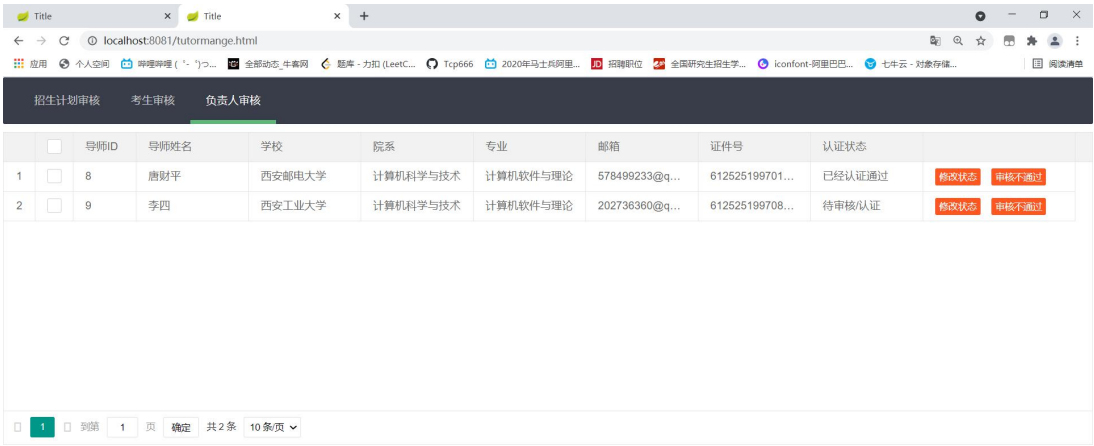 Title
Title
localhost:8081/tutormange.html
应用 个人空间 哔哩哔哩 ( ゜- ゜)つ... 全部动态_牛客网 题库 - 力扣 (LeetC... Tcp666 2020年马士兵阿里... 招聘职位 全国研究生招生学... iconfont-阿里巴巴... 七牛云 - 对象存储... 阅读清单
招生计划审核 考生审核 负责人审核
导师ID 导师姓名 学校 院系 专业 邮箱 证件号 认证状态
1 8 唐财平 西安邮电大学 计算机科学与技术 计算机软件与理论 578499233@q... 612525199701... 已经认证通过 修改状态 审核不通过
2 9 李四 西安工业大学 计算机科学与技术 计算机软件与理论 202736360@q... 612525199708... 待审核/认证 修改状态 审核不通过
1 到第 1 页 确定 共 2 条 10 条/页